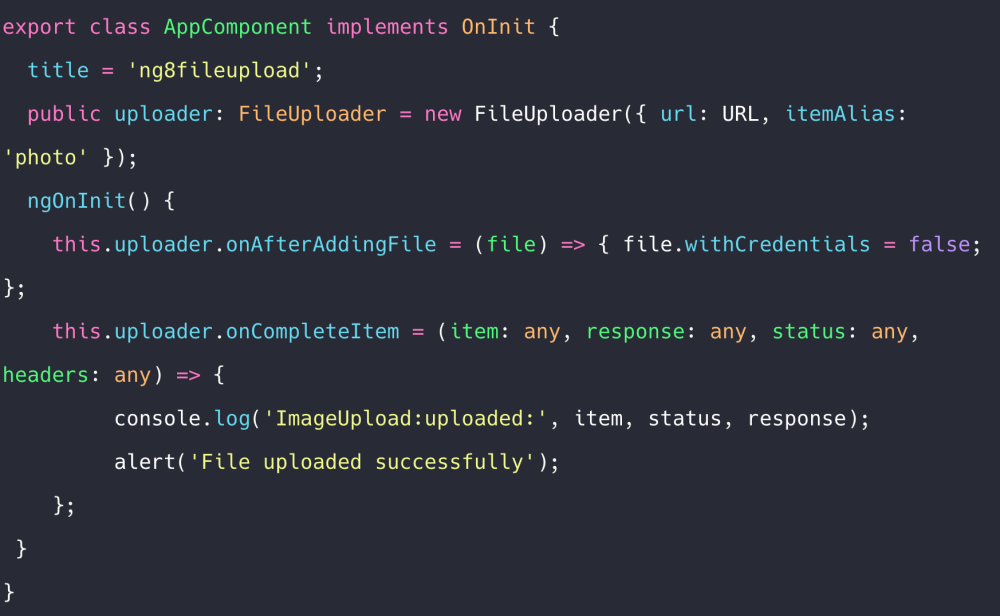 export class AppComponent implements OnInit {
  title = 'ng8fileupload';
  public uploader: FileUploader = new FileUploader({ url: URL, itemAlias:
'photo' });
  ngOnInit() {
    this.uploader.onAfterAddingFile = (file) => { file.withCredentials = false;
};
    this.uploader.onCompleteItem = (item: any, response: any, status: any,
headers: any) => {
         console.log('ImageUpload:uploaded:', item, status, response);
         alert('File uploaded successfully');
    };
 }
}